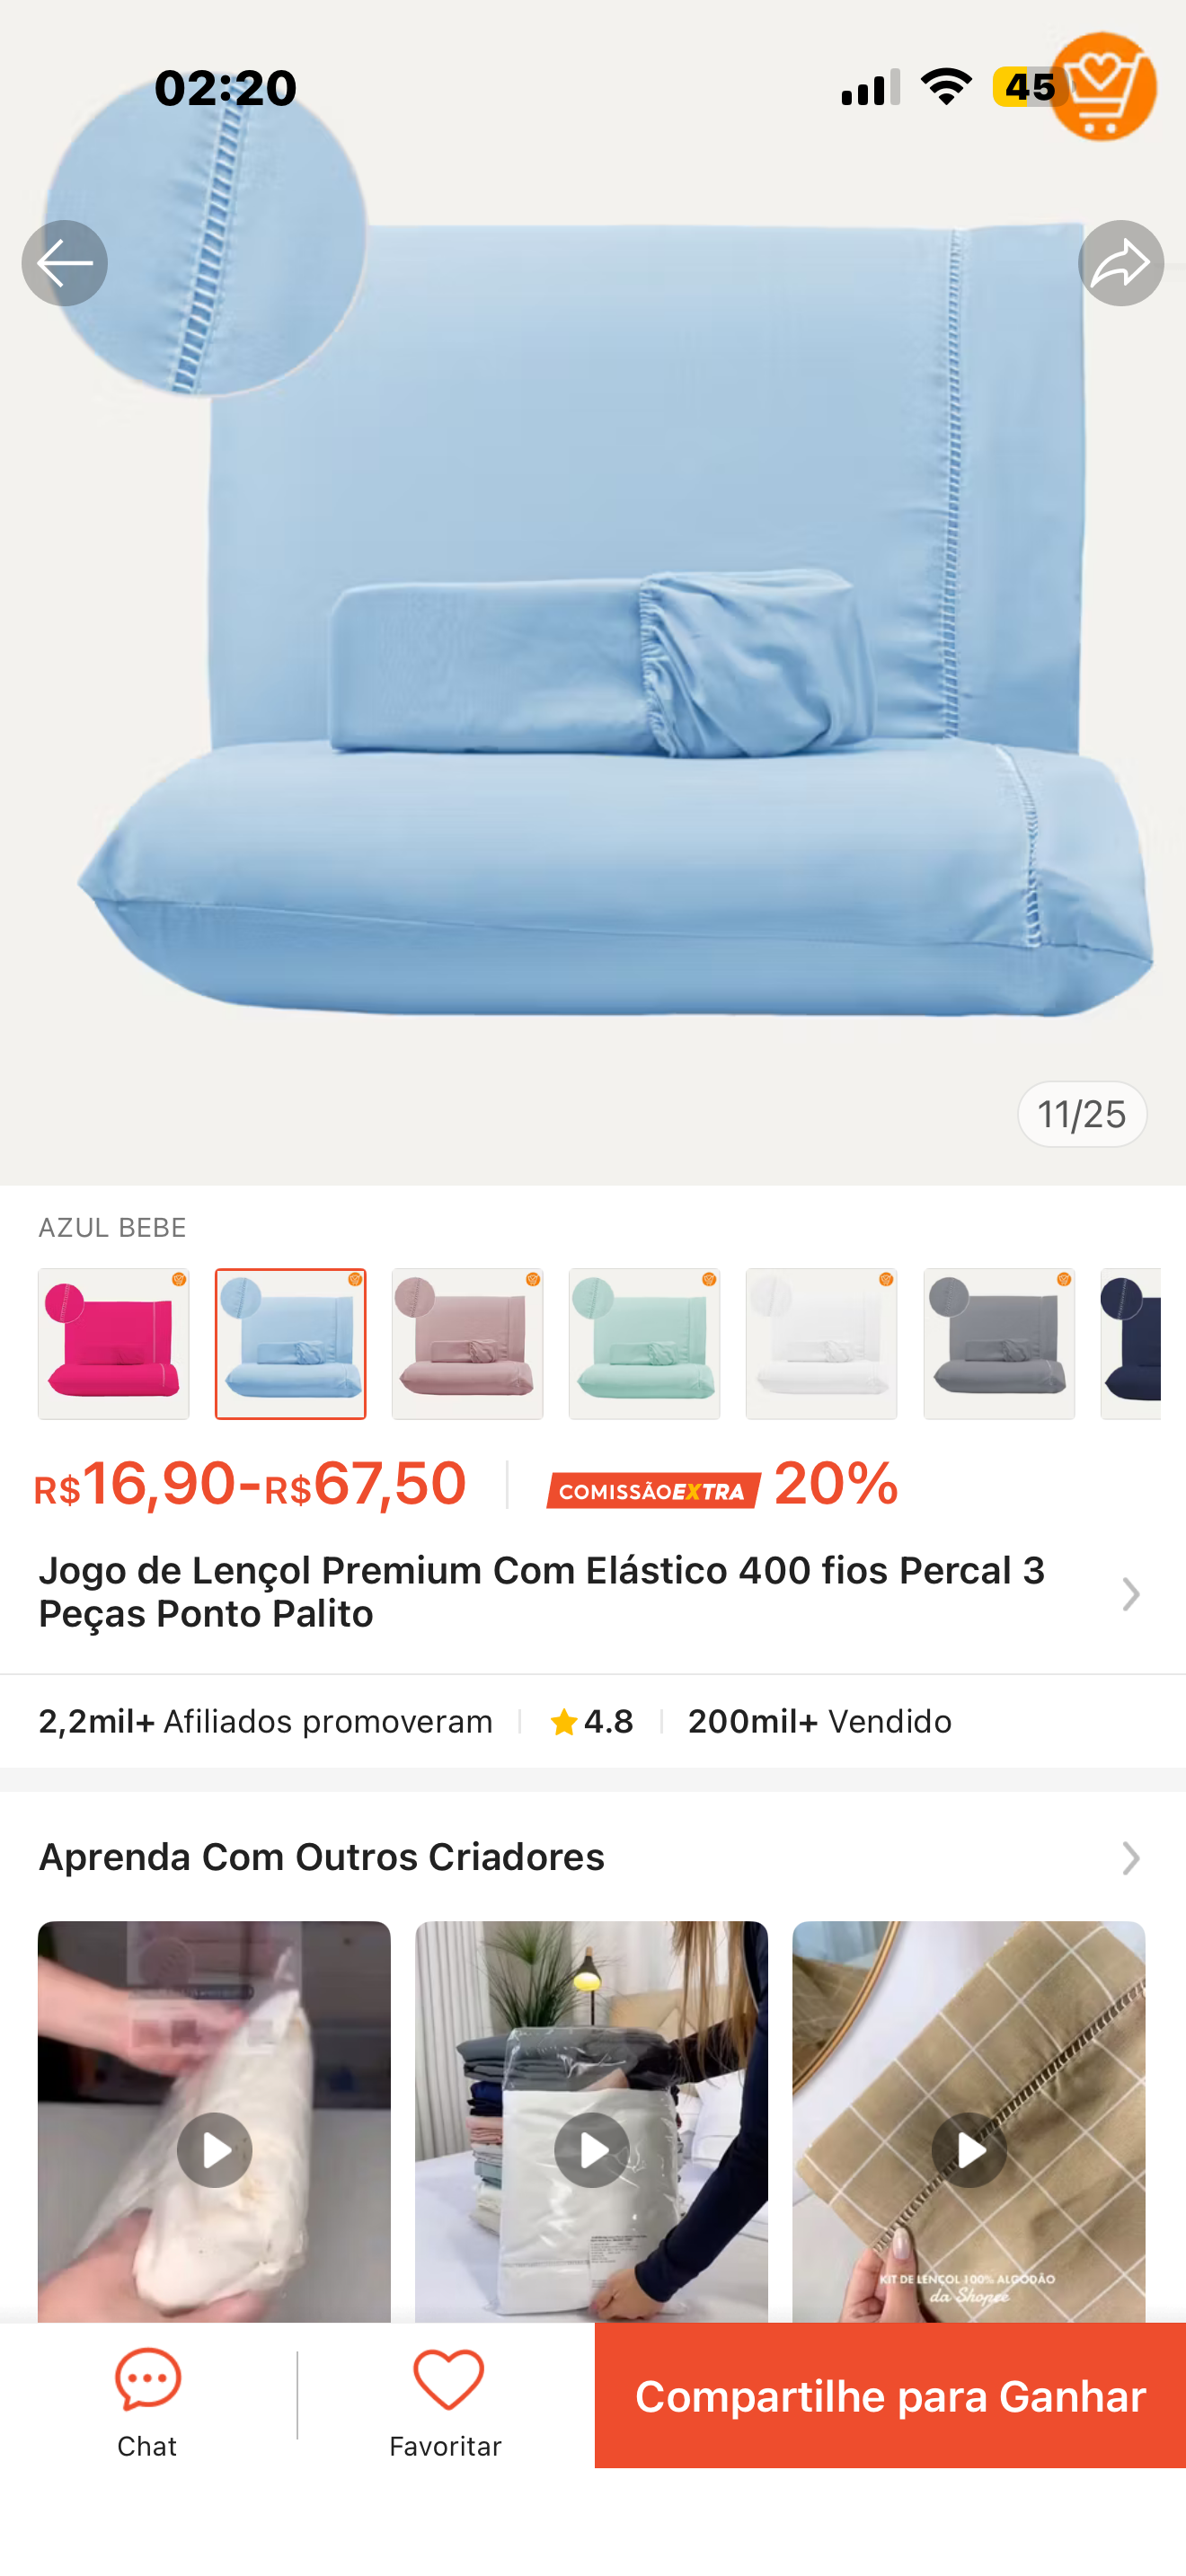 02:20
45
11/25
AZUL BEBE
R$16,90-R$67,50
COMISSÃOEXTRA 20%
Jogo de Lençol Premium Com Elástico 400 fios Percal 3
Peças Ponto Palito
2,2mil+ Afiliados promoveram
4.8
200mil+ Vendido
Aprenda Com Outros Criadores
KIT DE LENÇOL 100% ALGODÃO
da Shopee
Chat
Favoritar
Compartilhe para Ganhar